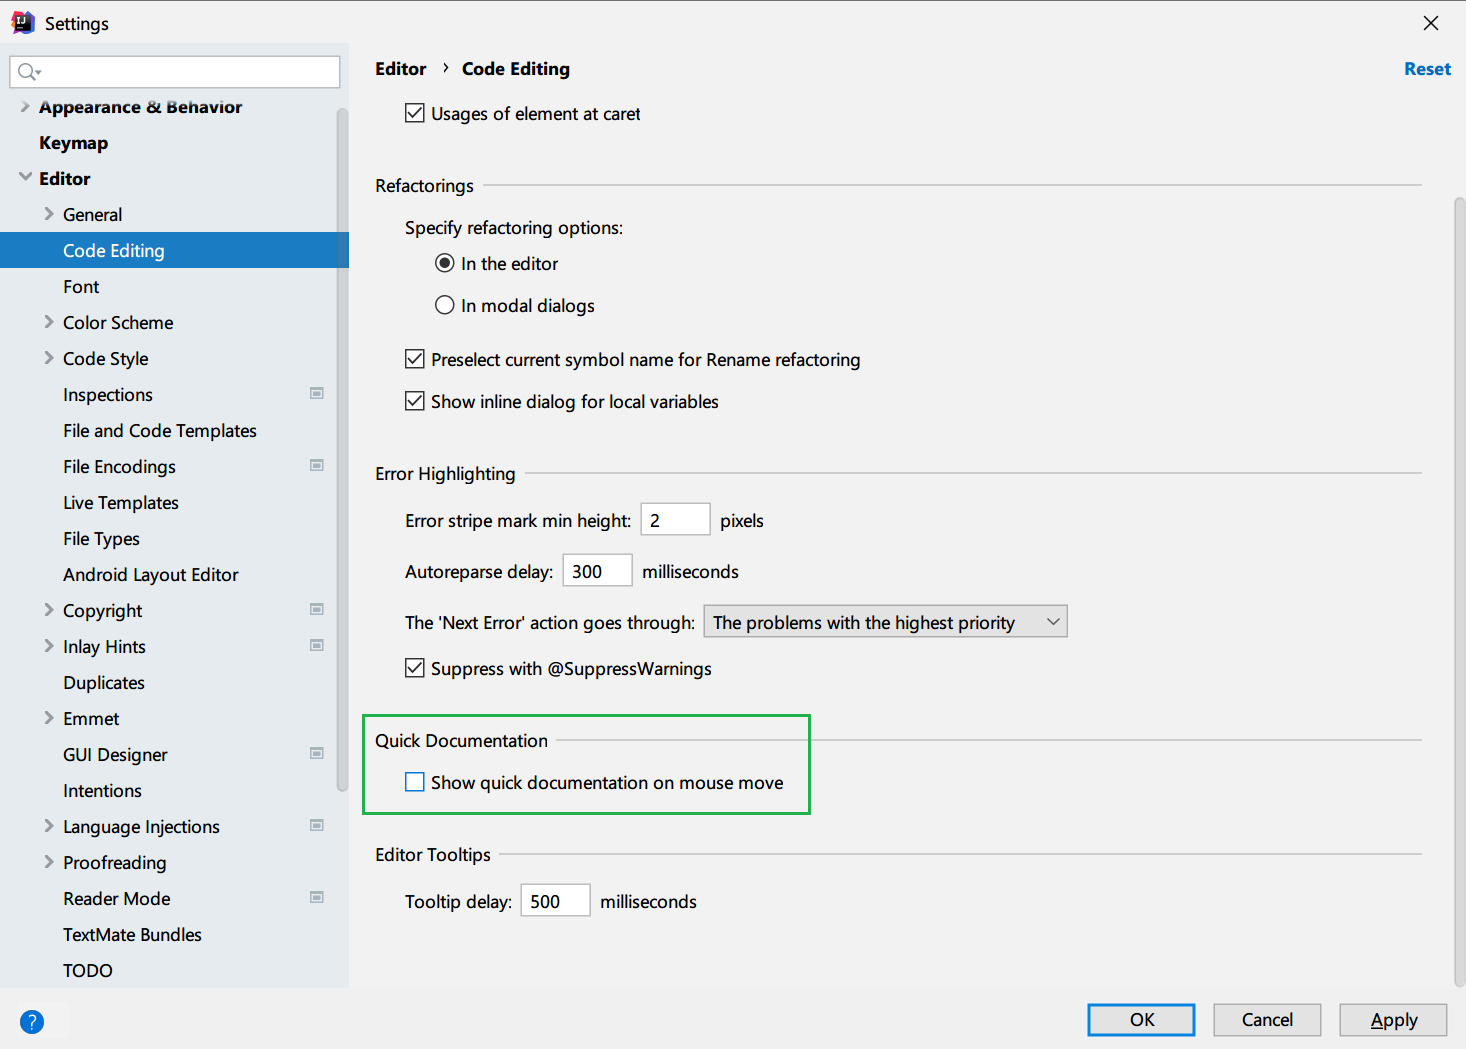 Settings
Appearance & Behavior
Keymap
Editor
General
Code Editing
Font
Color Scheme
Code Style
Inspections
File and Code Templates
File Encodings
Live Templates
File Types
Android Layout Editor
Copyright
Inlay Hints
Duplicates
Emmet
GUI Designer
Intentions
Language Injections
Proofreading
Reader Mode
TextMate Bundles
TODO
Editor › Code Editing
Reset
Usages of element at caret
Refactorings
Specify refactoring options:
In the editor
In modal dialogs
Preselect current symbol name for Rename refactoring
Show inline dialog for local variables
Error Highlighting
Error stripe mark min height: 2 pixels
Autoreparse delay: 300 milliseconds
The 'Next Error' action goes through: The problems with the highest priority
Suppress with @SuppressWarnings
Quick Documentation
Show quick documentation on mouse move
Editor Tooltips
Tooltip delay: 500 milliseconds
?
OK
Cancel
Apply